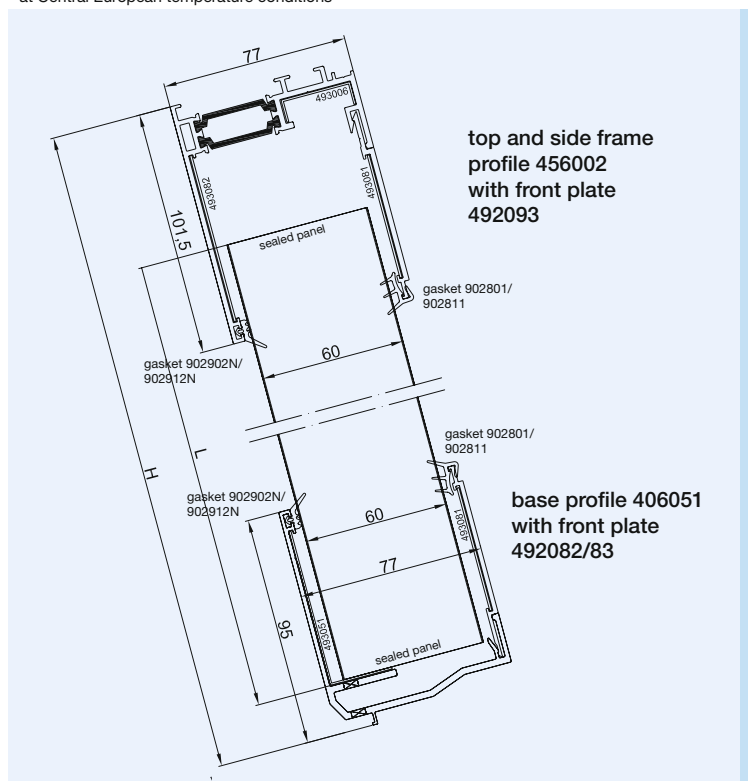 at Central European temperature conditions
77
493006
top and side frame
profile 456002
with front plate
492093
493082
493081
101,5
sealed panel
gasket 902801/
902811
gasket 902902N/
902912N
60
L
H
gasket 902801/
902811
gasket 902902N/
902912N
base profile 406051
with front plate
492082/83
60
493081
77
95
493051
sealed panel